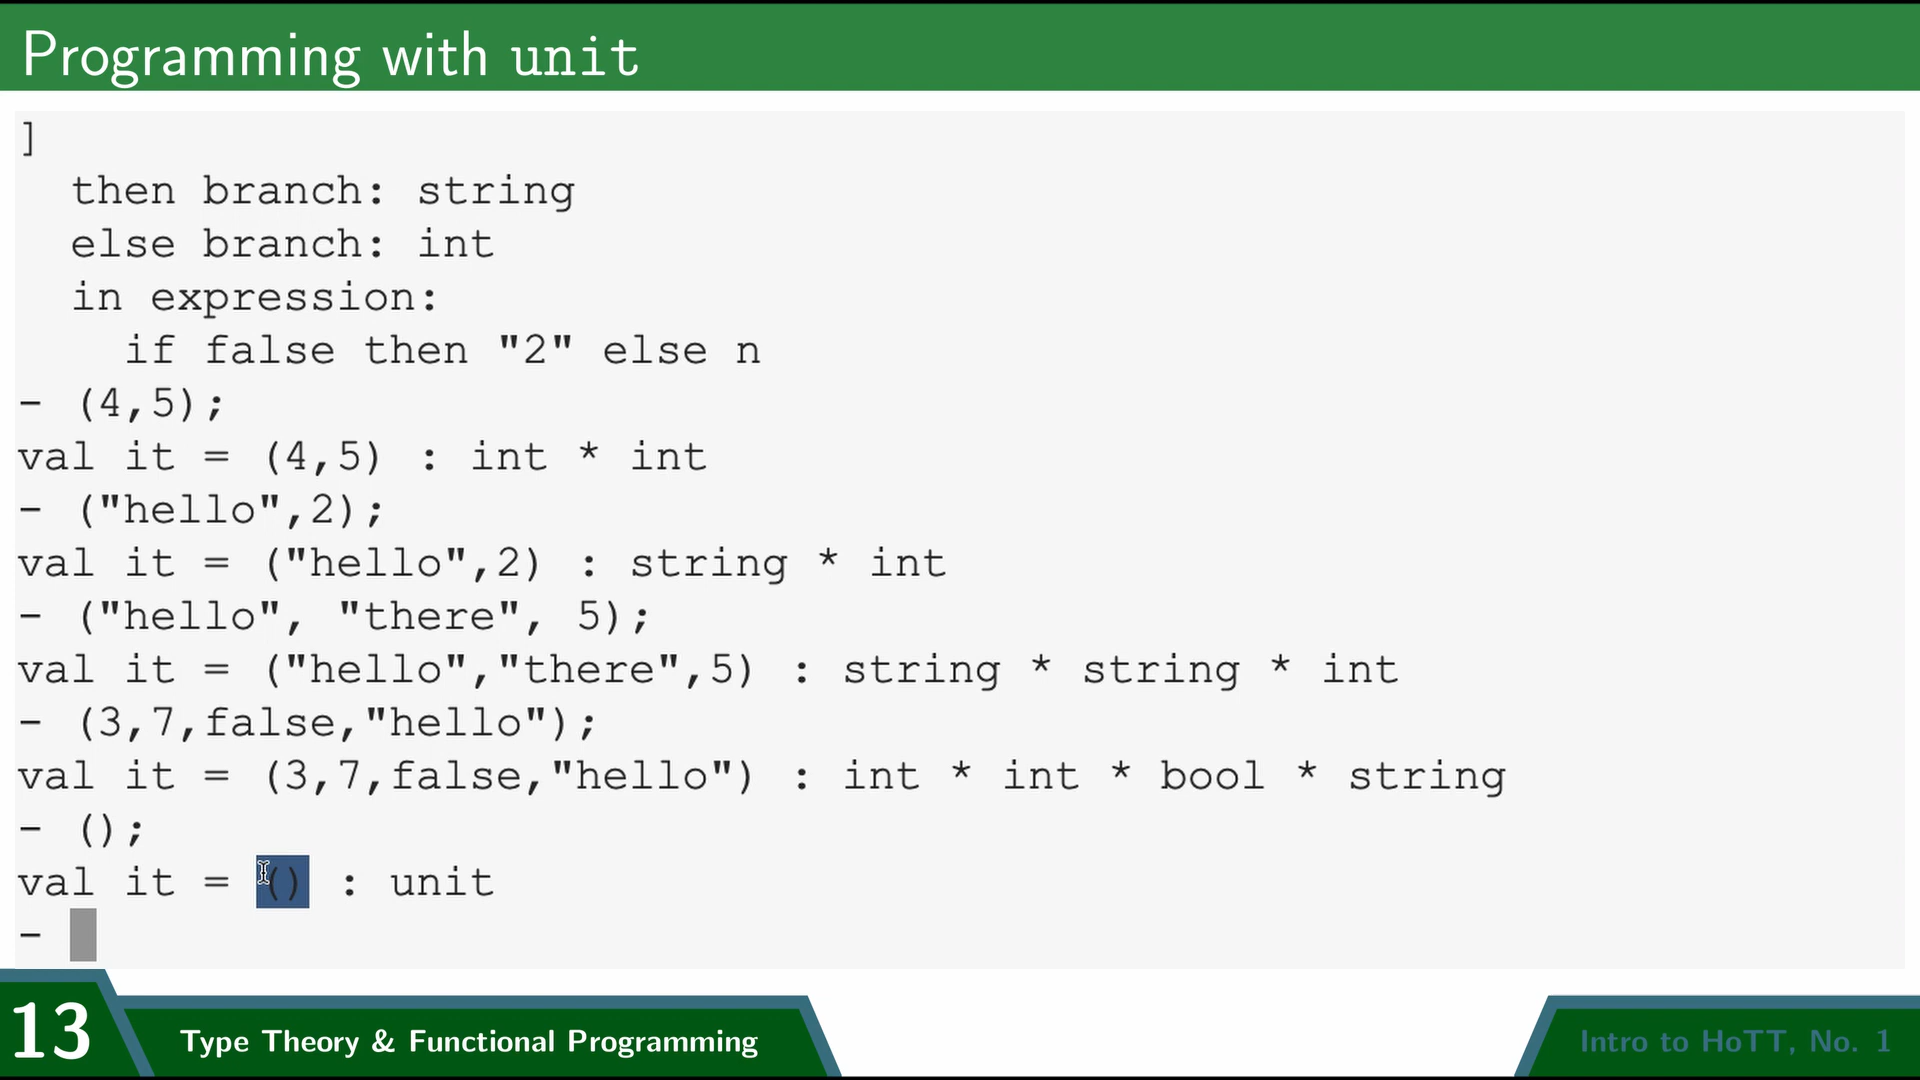 Programming with unit
]
then branch: string
else branch: int
in expression:
if false then "2" else n
- (4,5);
val it = (4,5) : int * int
- ("hello",2);
val it = ("hello",2) : string * int
- ("hello", "there", 5);
val it = ("hello","there",5) : string * string * int
- (3,7,false,"hello");
val it = (3,7,false,"hello") : int * int * bool * string
- ();
val it = () : unit
-
13
Type Theory & Functional Programming
Intro to HoTT, No. 1